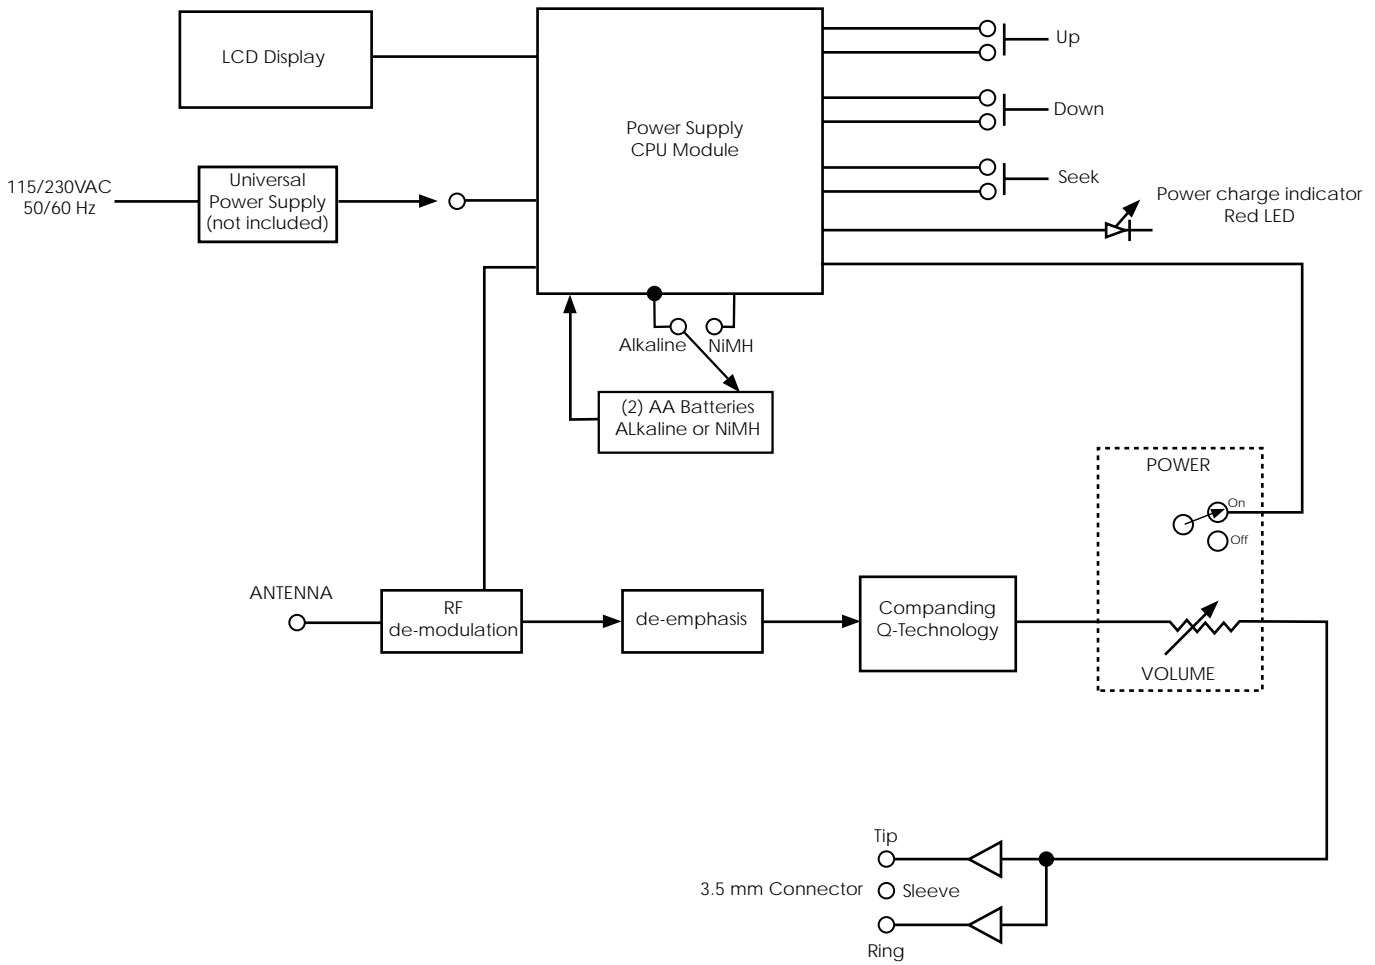 LCD Display
Power Supply
CPU Module
Up
Down
Seek
115/230VAC
50/60 Hz
Universal
Power Supply
(not included)
Power charge indicator
Red LED
Alkaline
NiMH
(2) AA Batteries
ALkaline or NiMH
POWER
On
Off
ANTENNA
RF
de-modulation
de-emphasis
Companding
Q-Technology
VOLUME
Tip
3.5 mm Connector
Sleeve
Ring